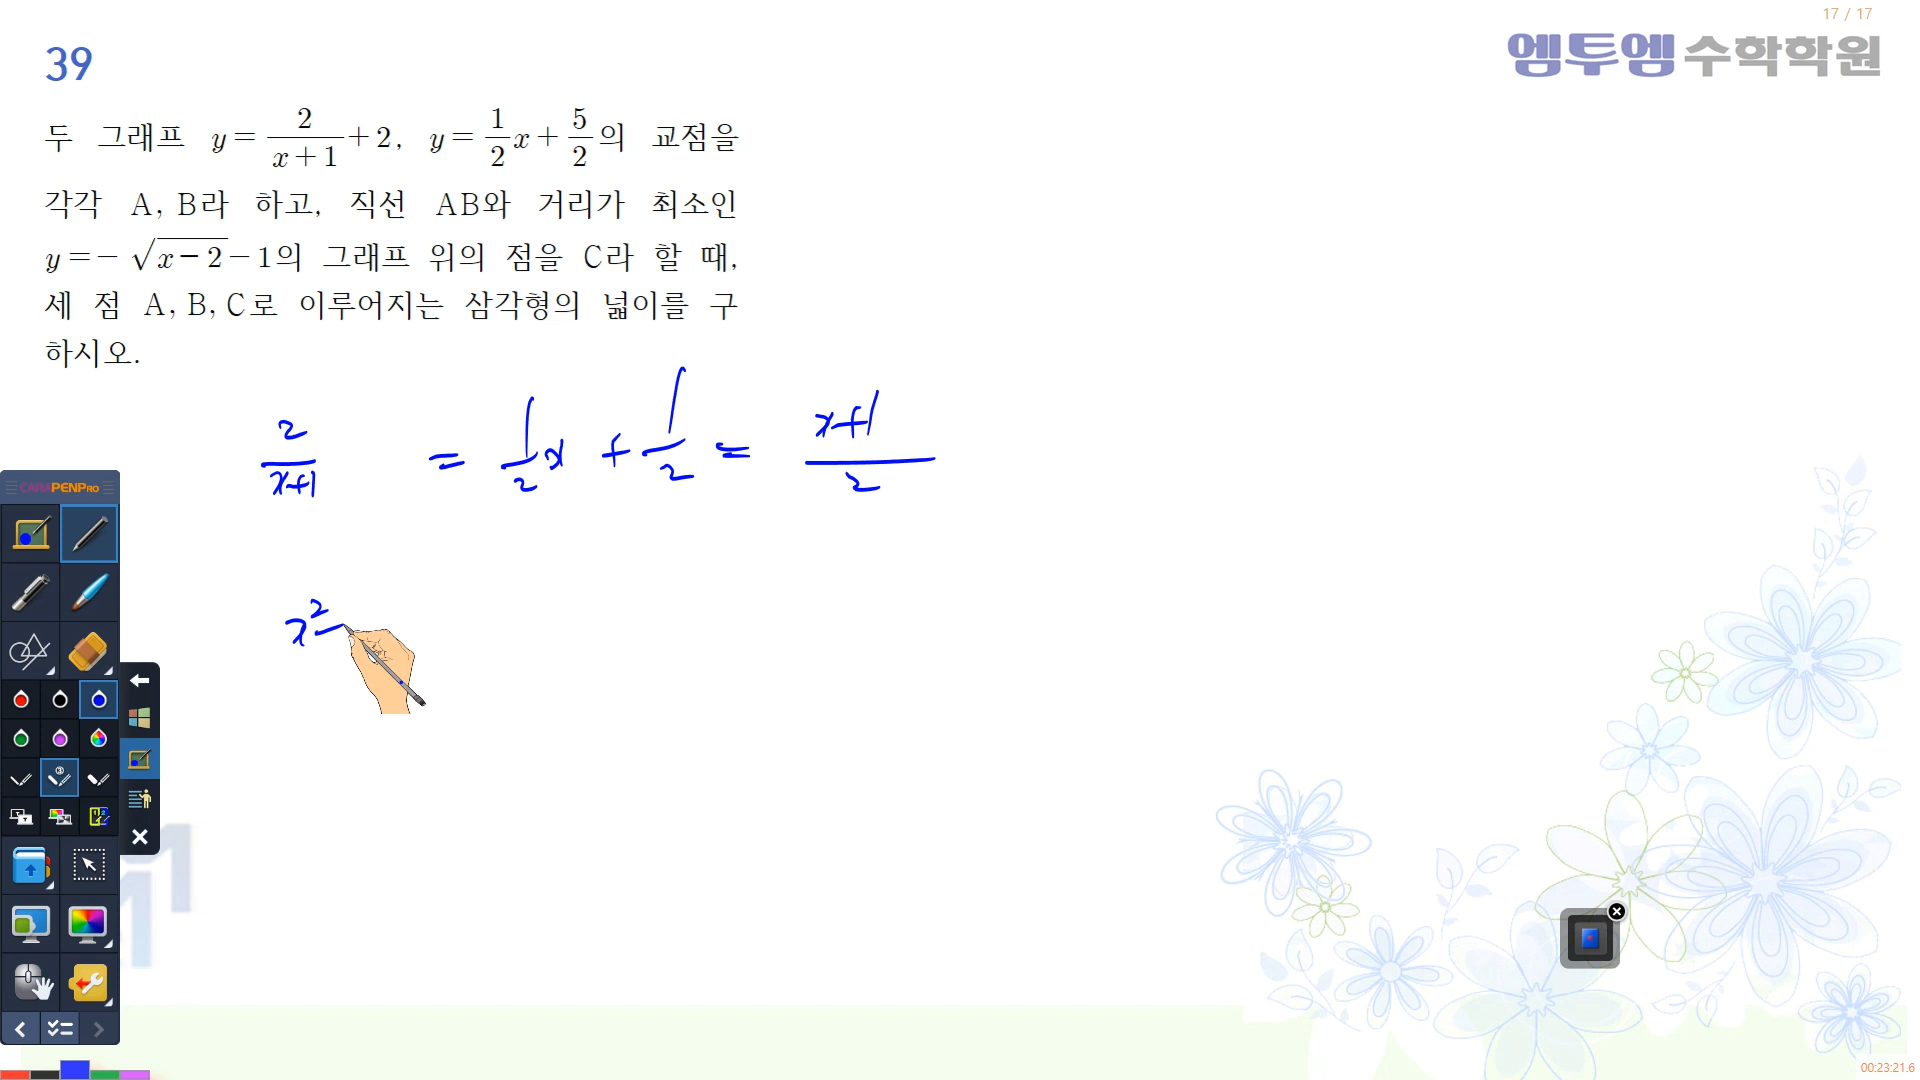 17 / 17
39
엠투엠 수학학원
두 그래프 y = 2/(x+1) + 2, y = 1/2 x + 5/2 의 교점을
각각 A, B라 하고, 직선 AB와 거리가 최소인
y = −√(x−2) − 1의 그래프 위의 점을 C라 할 때,
세 점 A, B, C로 이루어지는 삼각형의 넓이를 구
하시오.
2/(x+1) = 1/2 x + 1/2 = (x+1)/2
x² −
CARAPENPRO
00:23:21.6